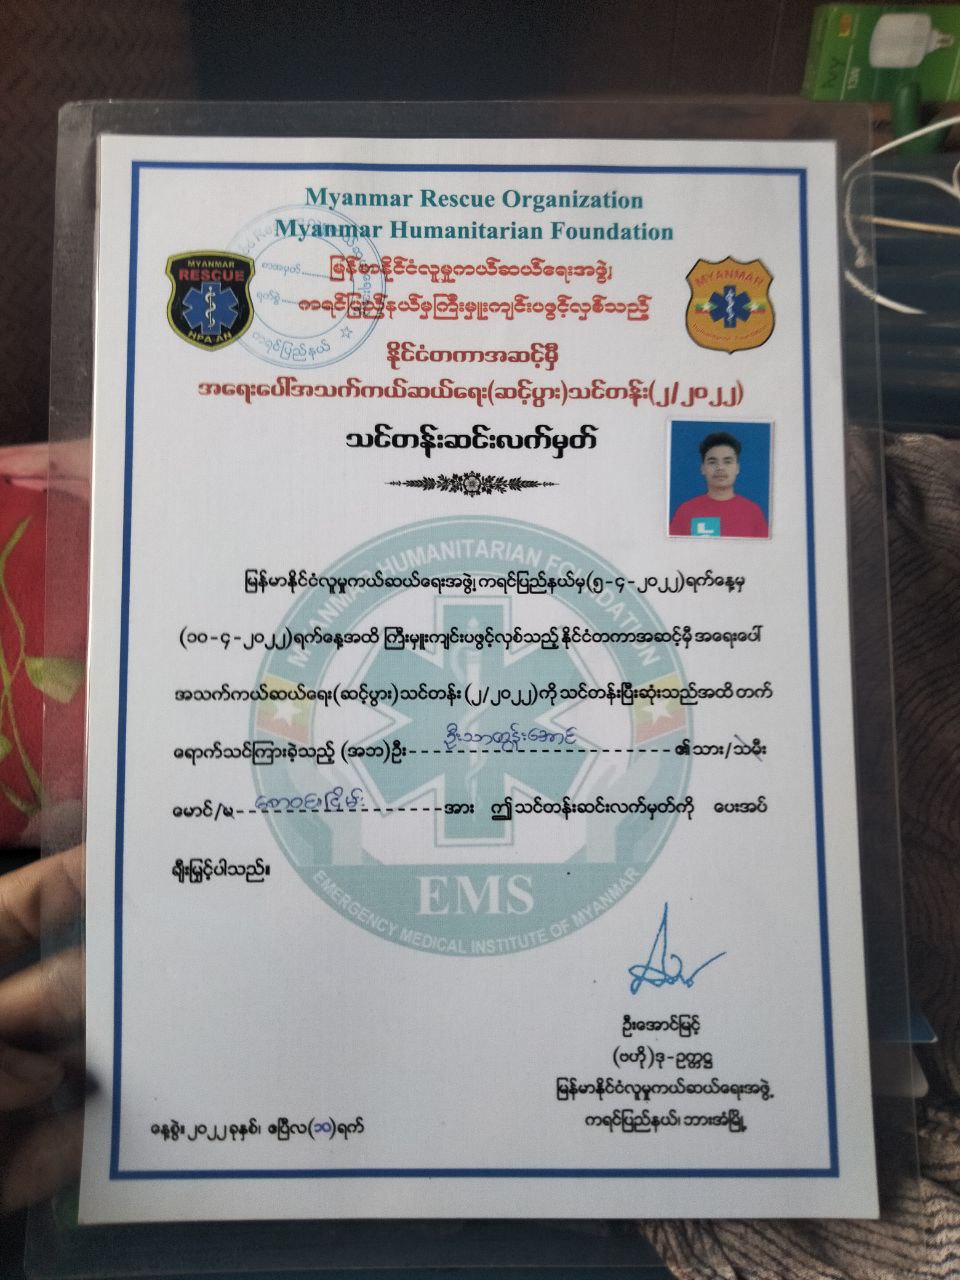 Myanmar Rescue Organization
Myanmar Humanitarian Foundation
မြန်မာနိုင်ငံလူမှုကယ်ဆယ်ရေးအဖွဲ့၊
ကရင်ပြည်နယ်မှကြီးမှူးကျင်းပဖွင့်လှစ်သည့်
နိုင်ငံတကာအဆင့်မှီ
အရေးပေါ်အသက်ကယ်ဆယ်ရေး(ဆင့်ပွား)သင်တန်း(၂/၂၀၂၂)
သင်တန်းဆင်းလက်မှတ်
MYANMAR
RESCUE
HPA-AN
MYANMAR
Humanitarian Foundation
ရက်စွဲ
ကရင်ပြည်နယ်
မြန်မာနိုင်ငံလူမှုကယ်ဆယ်ရေးအဖွဲ့ ကရင်ပြည်နယ်မှ(၅-၄-၂၀၂၂)ရက်နေ့မှ
(၁၀-၄-၂၀၂၂)ရက်နေ့အထိ ကြီးမှူးကျင်းပဖွင့်လှစ်သည့် နိုင်ငံတကာအဆင့်မှီ အရေးပေါ်
အသက်ကယ်ဆယ်ရေး(ဆင့်ပွား)သင်တန်း (၂/၂၀၂၂)ကို သင်တန်းပြီးဆုံးသည်အထိ တက်
ရောက်သင်ကြားခဲ့သည့် (အဘ)ဦး ဦးသာထွန်းအောင် ၏ သား/သမီး
မောင်/မ အား ဤသင်တန်းဆင်းလက်မှတ်ကို ပေးအပ်
ချီးမြှင့်ပါသည်။
MYANMAR HUMANITARIAN FOUNDATION
EMS
EMERGENCY MEDICAL INSTITUTE OF MYANMAR
ဦးအောင်မြင့်
(ဗဟို)ဒု-ဥက္ကဋ္ဌ
မြန်မာနိုင်ငံလူမှုကယ်ဆယ်ရေးအဖွဲ့
ကရင်ပြည်နယ်၊ ဘားအံမြို့
နေ့စွဲ။ ၂၀၂၂ ခုနှစ်၊ ဧပြီလ(၁၀)ရက်